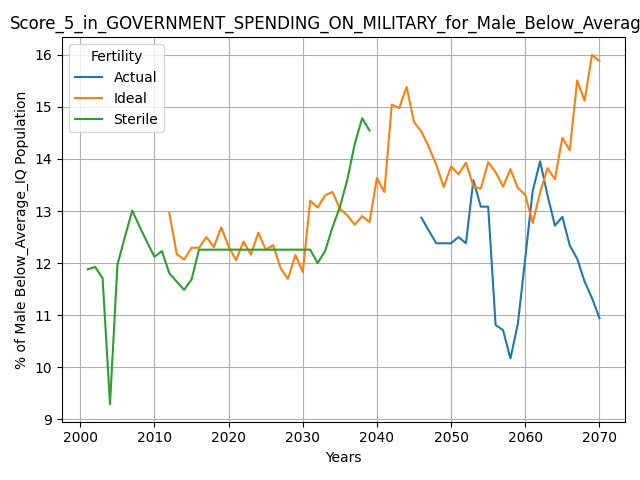 Score_5_in_GOVERNMENT_SPENDING_ON_MILITARY_for_Male_Below_Averag
Fertility
Actual
Ideal
Sterile
% of Male Below_Average_IQ Population
16
15
14
13
12
11
10
9
2000 2010 2020 2030 2040 2050 2060 2070
Years